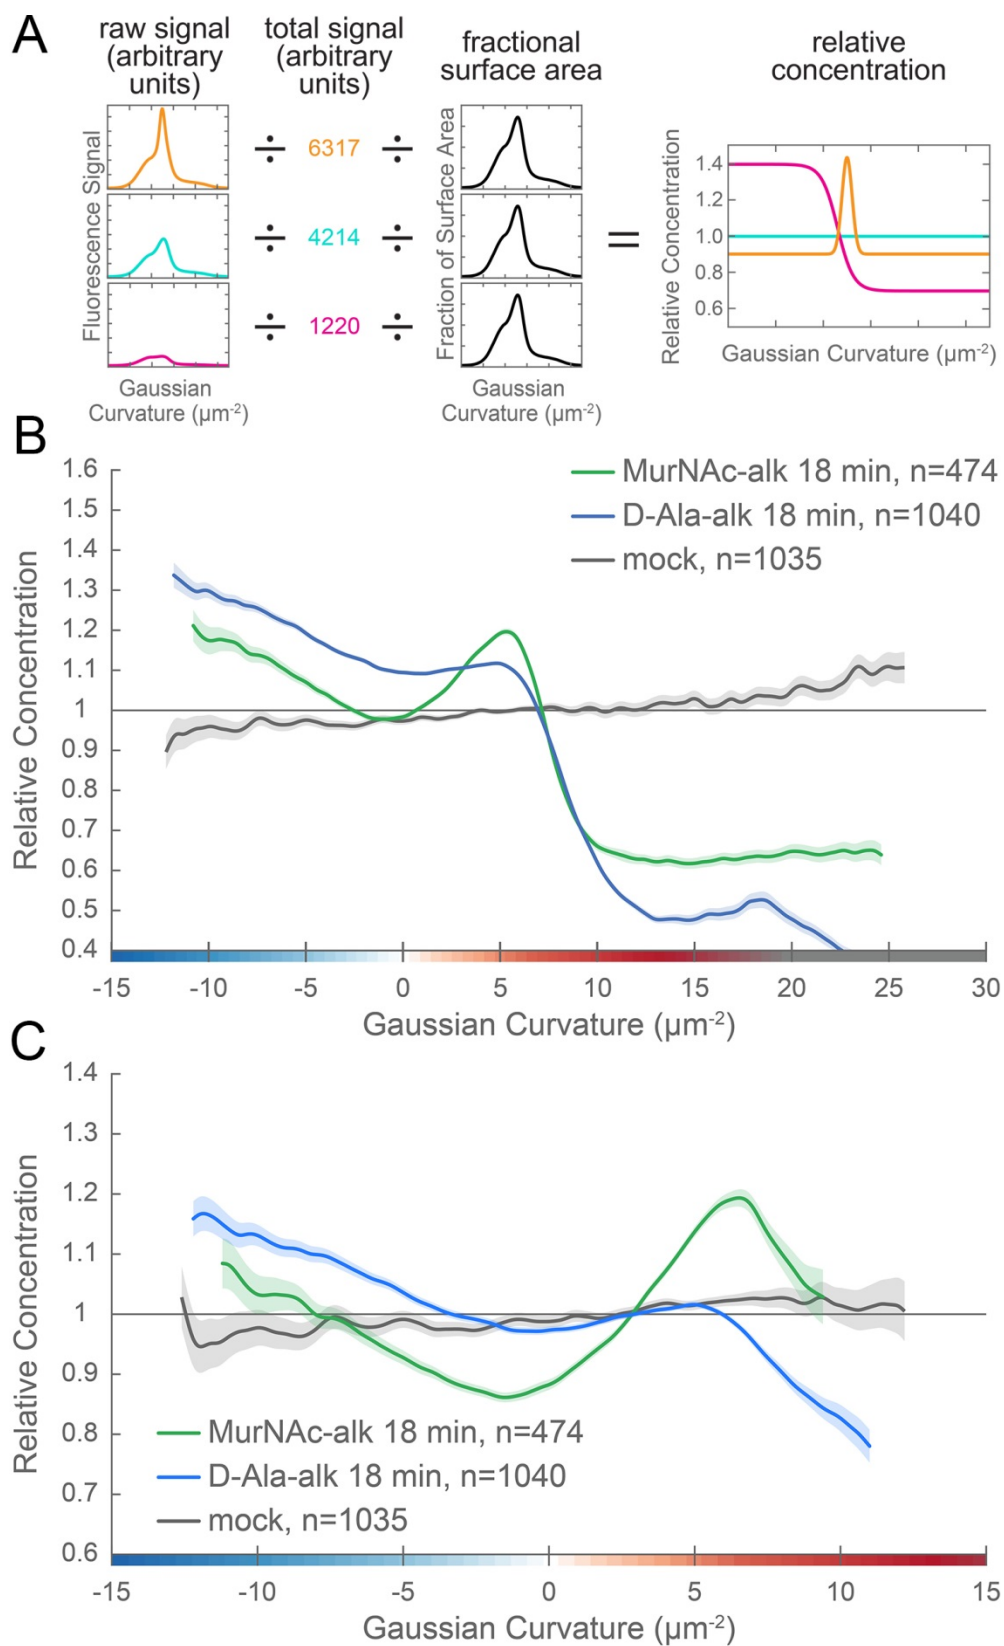 A
raw signal
(arbitrary
units)
total signal
(arbitrary
units)
fractional
surface area
relative
concentration
Fluorescence Signal
÷ 6317 ÷
÷ 4214 ÷
÷ 1220 ÷
Fraction of Surface Area
=
Relative Concentration
1.4
1.0
0.8
0.6
Gaussian
Curvature (µm-2)
Gaussian
Curvature (µm-2)
Gaussian Curvature (µm-2)
B
MurNAc-alk 18 min, n=474
D-Ala-alk 18 min, n=1040
mock, n=1035
Relative Concentration
1.6
1.5
1.4
1.3
1.2
1.1
1
0.9
0.8
0.7
0.6
0.5
0.4
-15 -10 -5 0 5 10 15 20 25 30
Gaussian Curvature (µm-2)
C
Relative Concentration
1.4
1.3
1.2
1.1
1
0.9
0.8
0.7
0.6
MurNAc-alk 18 min, n=474
D-Ala-alk 18 min, n=1040
mock, n=1035
-15 -10 -5 0 5 10 15
Gaussian Curvature (µm-2)